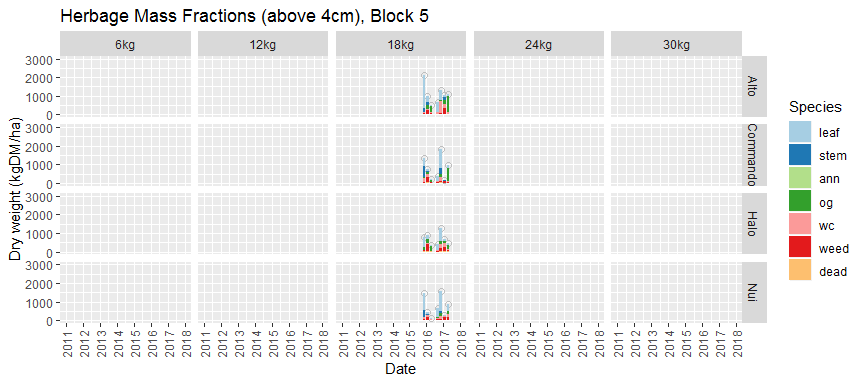 Herbage Mass Fractions (above 4cm), Block 5
6kg 12kg 18kg 24kg 30kg
Dry weight (kgDM/ha)
3000
2000
1000
0
Alto
3000
2000
1000
0
Commando
3000
2000
1000
0
Halo
3000
2000
1000
0
Nui
2011 2012 2013 2014 2015 2016 2017 2018 2011 2012 2013 2014 2015 2016 2017 2018 2011 2012 2013 2014 2015 2016 2017 2018 2011 2012 2013 2014 2015 2016 2017 2018 2011 2012 2013 2014 2015 2016 2017 2018
Date
Species
leaf
stem
ann
og
wc
weed
dead